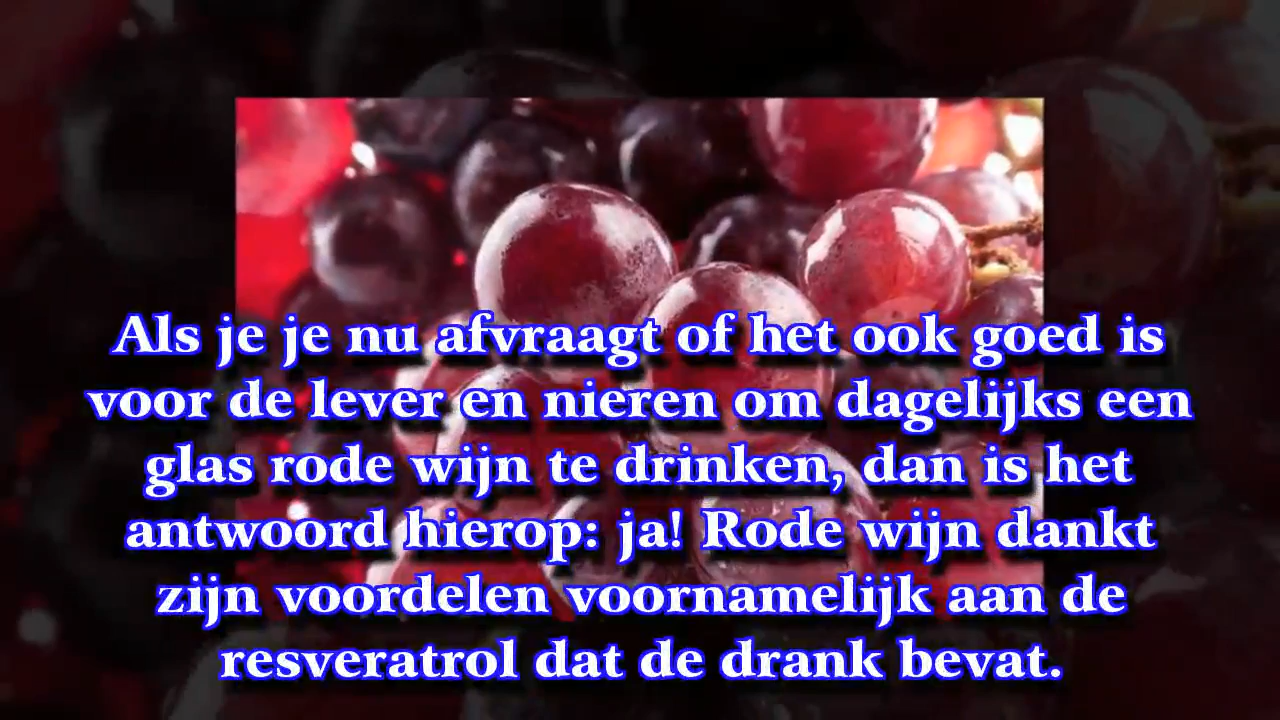 Als je je nu afvraagt of het ook goed is
voor de lever en nieren om dagelijks een
glas rode wijn te drinken, dan is het
antwoord hierop: ja! Rode wijn dankt
zijn voordelen voornamelijk aan de
resveratrol dat de drank bevat.